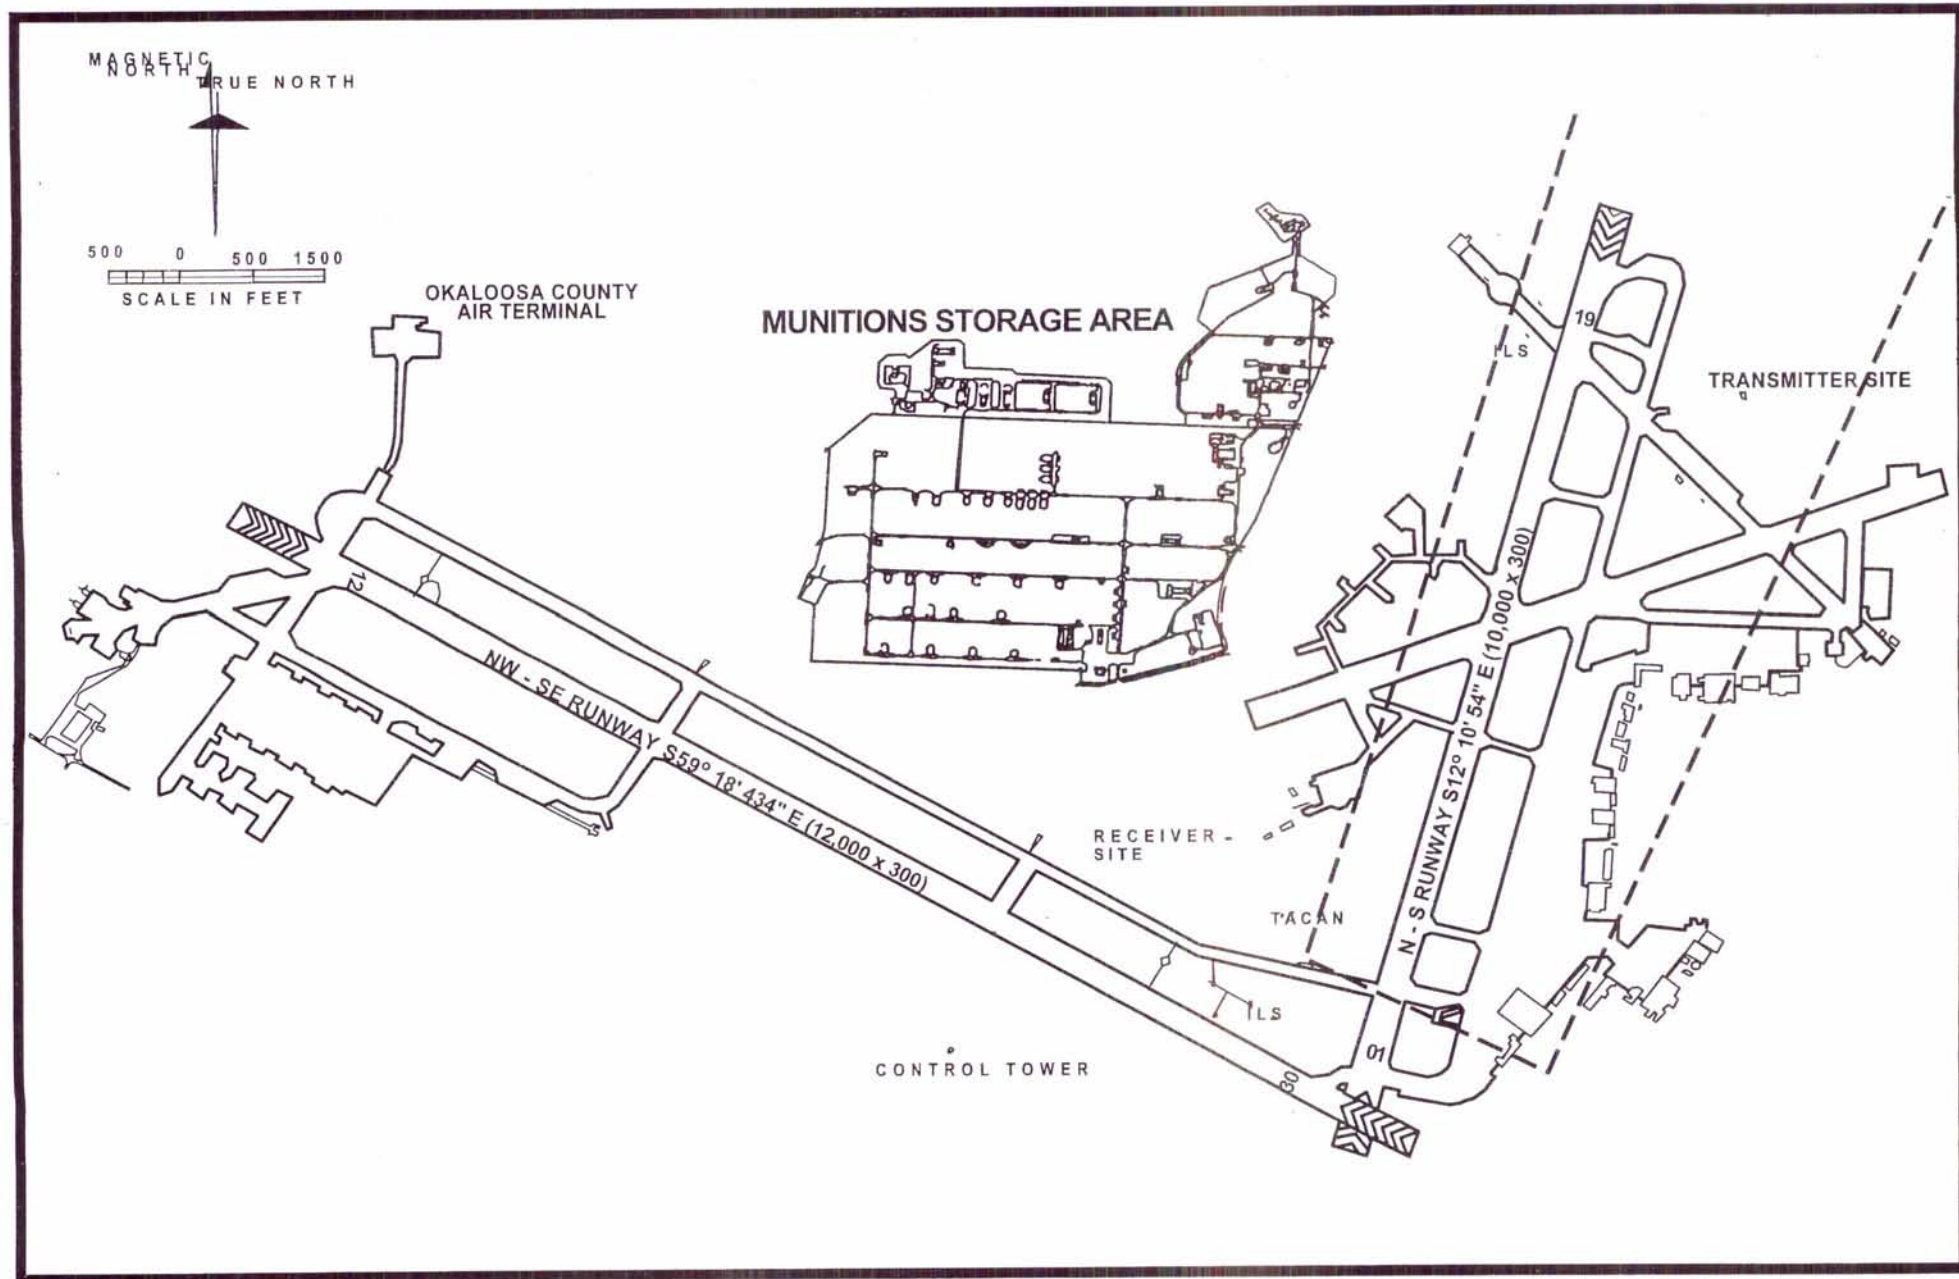 MAGNETIC
NORTH
TRUE NORTH
500 0 500 1500
SCALE IN FEET
OKALOOSA COUNTY
AIR TERMINAL
MUNITIONS STORAGE AREA
19
ILS
TRANSMITTER SITE
12
NW - SE RUNWAY S59° 18' 434" E (12,000 x 300)
N - S RUNWAY S12° 10' 54" E (10,000 x 300)
RECEIVER -
SITE
TACAN
ILS
01
30
CONTROL TOWER